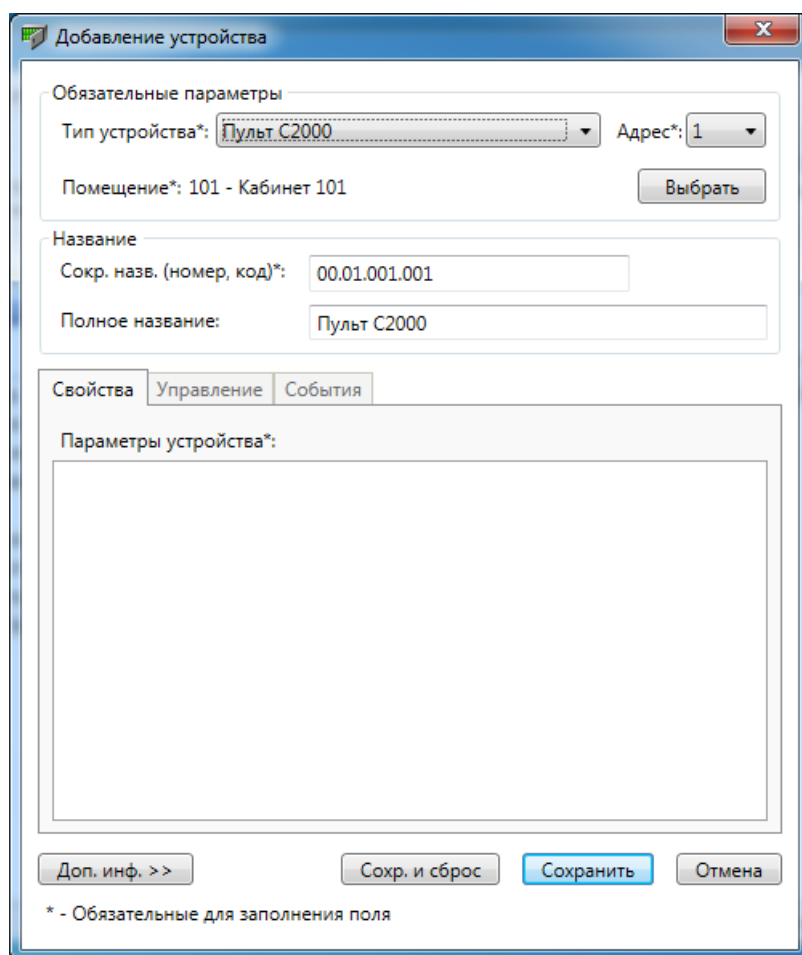 Добавление устройства
Обязательные параметры
Тип устройства*: Пульт С2000 Адрес*: 1
Помещение*: 101 - Кабинет 101 Выбрать
Название
Сокр. назв. (номер, код)*: 00.01.001.001
Полное название: Пульт С2000
Свойства Управление События
Параметры устройства*:
Доп. инф. >> Сохр. и сброс Сохранить Отмена
* - Обязательные для заполнения поля